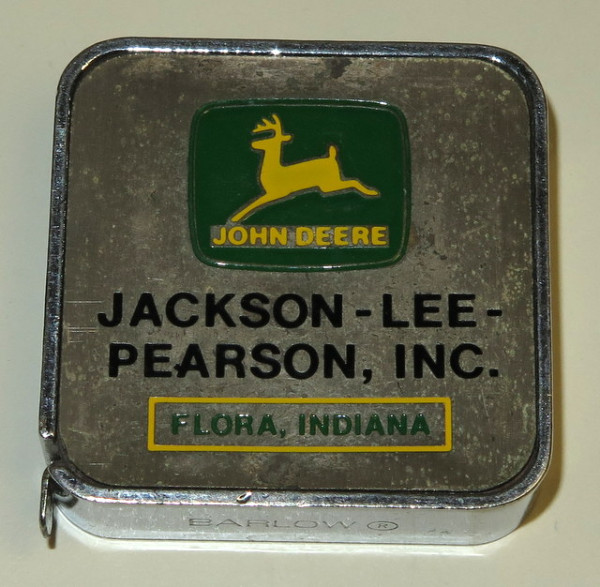 JOHN DEERE
JACKSON - LEE -
PEARSON, INC.
FLORA, INDIANA
BARLOW ®